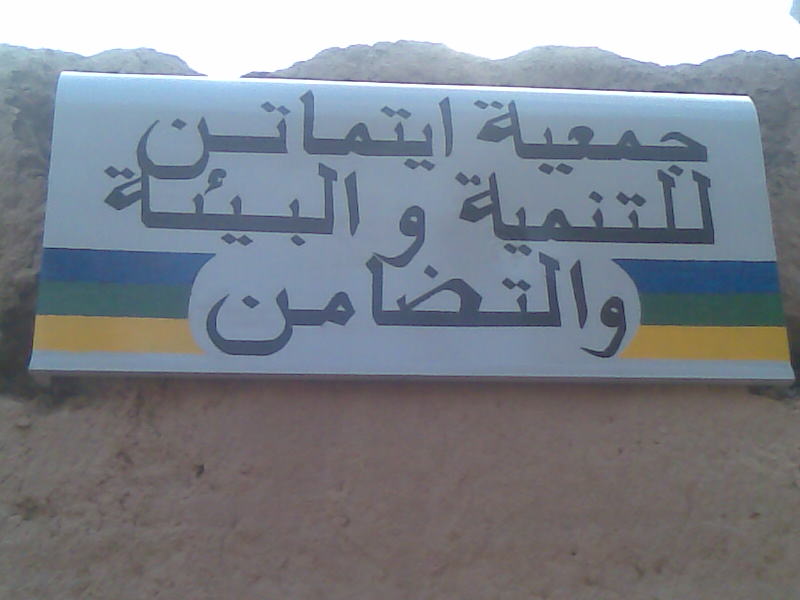 جمعية ايتماتن
للتنمية و البيئة
والتضامن